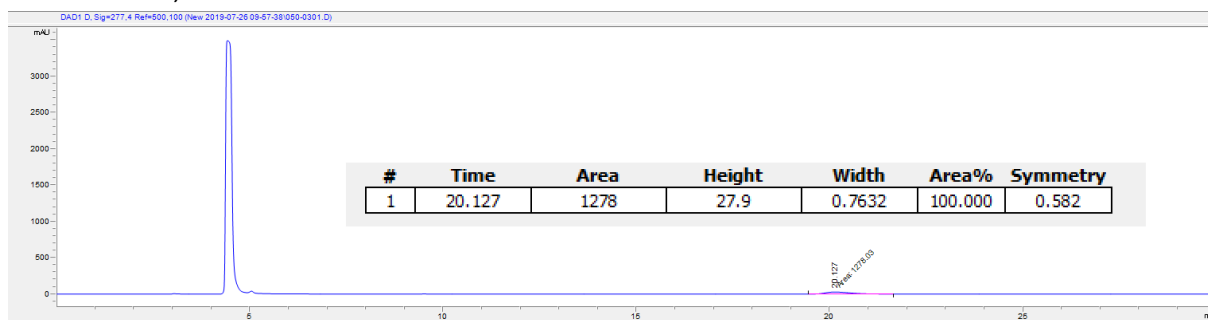 DAD1 D, Sig=277,4 Ref=500,100 (New 2019-07-26 09-57-38\050-0301.D)
mAU
3000
2500
2000
1500
1000
500
0
# Time Area Height Width Area% Symmetry
1 20.127 1278 27.9 0.7632 100.000 0.582
20.127
Area: 1278.03
5 10 15 20 25